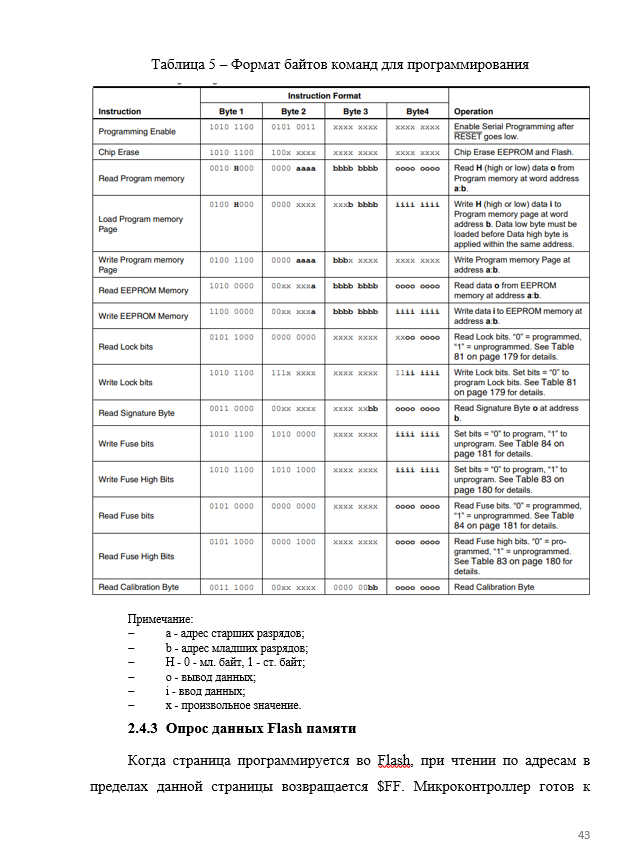 Таблица 5 – Формат байтов команд для программирования
Instruction Format
Instruction Byte 1 Byte 2 Byte 3 Byte4 Operation
Programming Enable 1010 1100 0101 0011 xxxx xxxx xxxx xxxx Enable Serial Programming after
RESET goes low.
Chip Erase 1010 1100 100x xxxx xxxx xxxx xxxx xxxx Chip Erase EEPROM and Flash.
Read Program memory 0010 H000 0000 aaaa bbbb bbbb oooo oooo Read H (high or low) data o from
Program memory at word address
a:b.
Load Program memory
Page 0100 H000 0000 xxxx xxxb bbbb iiii iiii Write H (high or low) data i to
Program memory page at word
address b. Data low byte must be
loaded before Data high byte is
applied within the same address.
Write Program memory
Page 0100 1100 0000 aaaa bbbx xxxx xxxx xxxx Write Program memory Page at
address a:b.
Read EEPROM Memory 1010 0000 00xx xxxa bbbb bbbb oooo oooo Read data o from EEPROM
memory at address a:b.
Write EEPROM Memory 1100 0000 00xx xxxa bbbb bbbb iiii iiii Write data i to EEPROM memory at
address a:b.
Read Lock bits 0101 1000 0000 0000 xxxx xxxx xxoo oooo Read Lock bits. "0" = programmed,
"1" = unprogrammed. See Table
81 on page 179 for details.
Write Lock bits 1010 1100 111x xxxx xxxx xxxx 11ii iiii Write Lock bits. Set bits = "0" to
program Lock bits. See Table 81
on page 179 for details.
Read Signature Byte 0011 0000 00xx xxxx xxxx xxbb oooo oooo Read Signature Byte o at address
b.
Write Fuse bits 1010 1100 1010 0000 xxxx xxxx iiii iiii Set bits = "0" to program, "1" to
unprogram. See Table 84 on
page 181 for details.
Write Fuse High Bits 1010 1100 1010 1000 xxxx xxxx iiii iiii Set bits = "0" to program, "1" to
unprogram. See Table 83 on
page 180 for details.
Read Fuse bits 0101 0000 0000 0000 xxxx xxxx oooo oooo Read Fuse bits. "0" = programmed,
"1" = unprogrammed. See Table
84 on page 181 for details.
Read Fuse High Bits 0101 1000 0000 1000 xxxx xxxx oooo oooo Read Fuse high bits. "0" = pro-
grammed, "1" = unprogrammed.
See Table 83 on page 180 for
details.
Read Calibration Byte 0011 1000 00xx xxxx 0000 00bb oooo oooo Read Calibration Byte
Примечание:
– a - адрес старших разрядов;
– b - адрес младших разрядов;
– H - 0 - мл. байт, 1 - ст. байт;
– o - вывод данных;
– i - ввод данных;
– x - произвольное значение.
2.4.3 Опрос данных Flash памяти
Когда страница программируется во Flash, при чтении по адресам в
пределах данной страницы возвращается $FF. Микроконтроллер готов к
43